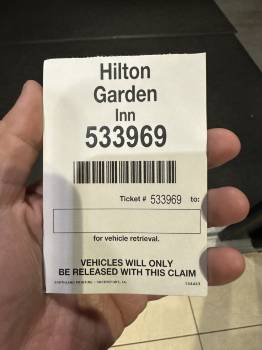 Hilton
Garden
Inn
533969
Ticket # 533969 to:
for vehicle retrieval.
VEHICLES WILL ONLY
BE RELEASED WITH THIS CLAIM